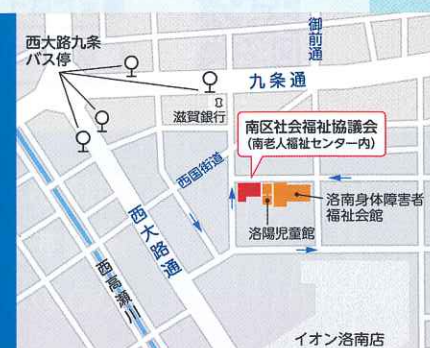 西大路九条
バス停
御前通
九条通
滋賀銀行
南区社会福祉協議会
(南老人福祉センター内)
西国街道
洛南身体障害者
福祉会館
洛陽児童館
西大路通
西高瀬川
イオン洛南店